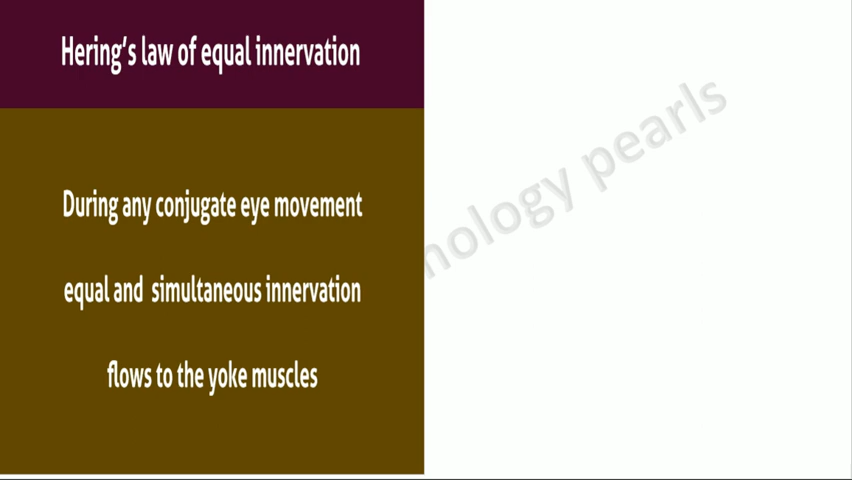 Hering's law of equal innervation
During any conjugate eye movement
equal and simultaneous innervation
flows to the yoke muscles
pearls